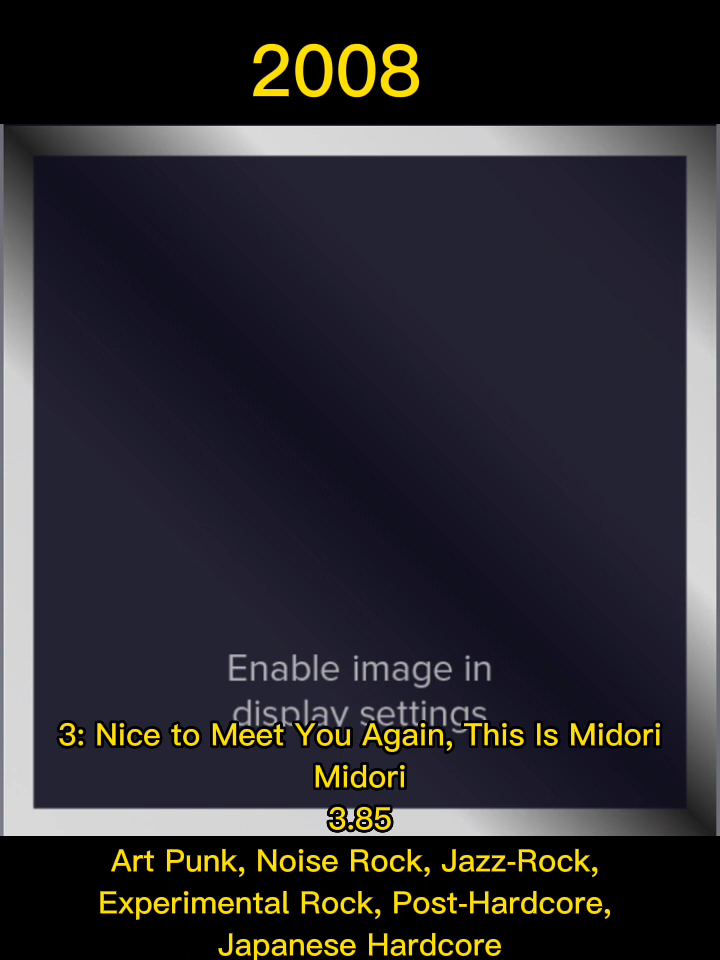 2008
Enable image in
display settings
3: Nice to Meet You Again, This Is Midori
Midori
3.85
Art Punk, Noise Rock, Jazz-Rock,
Experimental Rock, Post-Hardcore,
Japanese Hardcore